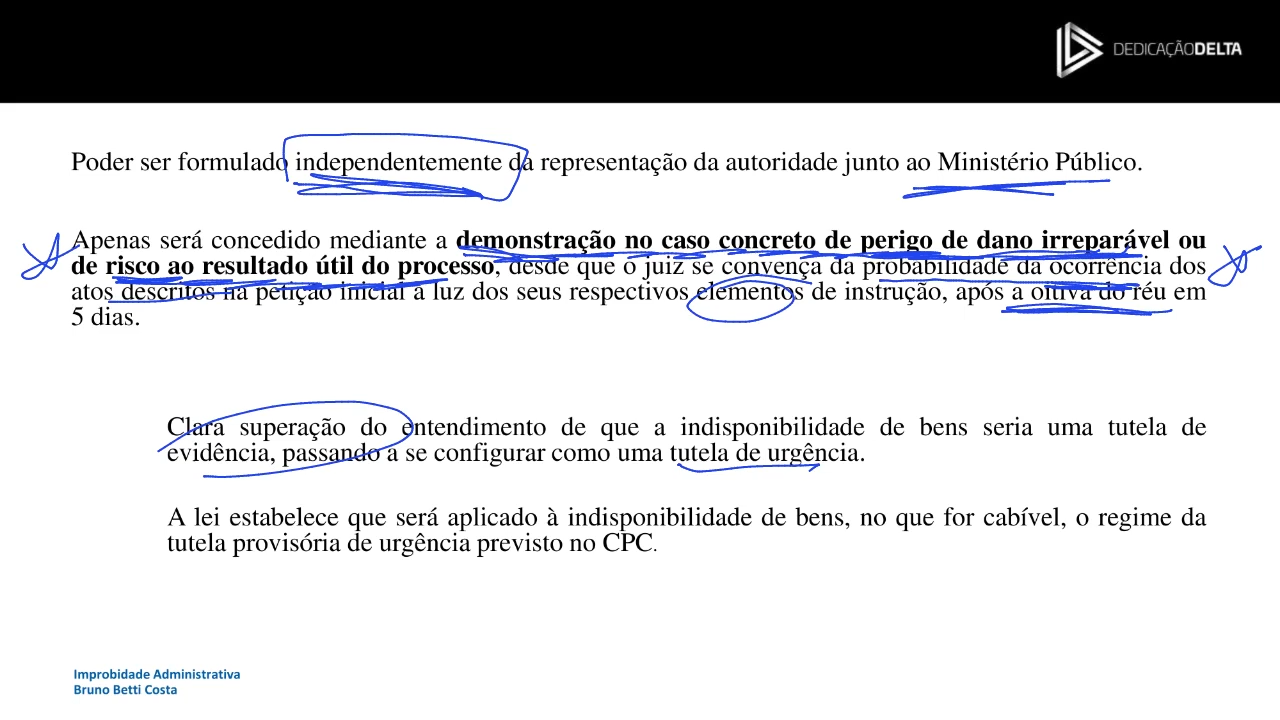 DEDICAÇÃODELTA
Poder ser formulado independentemente da representação da autoridade junto ao Ministério Público.
Apenas será concedido mediante a demonstração no caso concreto de perigo de dano irreparável ou
de risco ao resultado útil do processo, desde que o juiz se convença da probabilidade da ocorrência dos
atos descritos na petição inicial à luz dos seus respectivos elementos de instrução, após a oitiva do réu em
5 dias.
Clara superação do entendimento de que a indisponibilidade de bens seria uma tutela de
evidência, passando a se configurar como uma tutela de urgência.
A lei estabelece que será aplicado à indisponibilidade de bens, no que for cabível, o regime da
tutela provisória de urgência previsto no CPC.
Improbidade Administrativa
Bruno Betti Costa